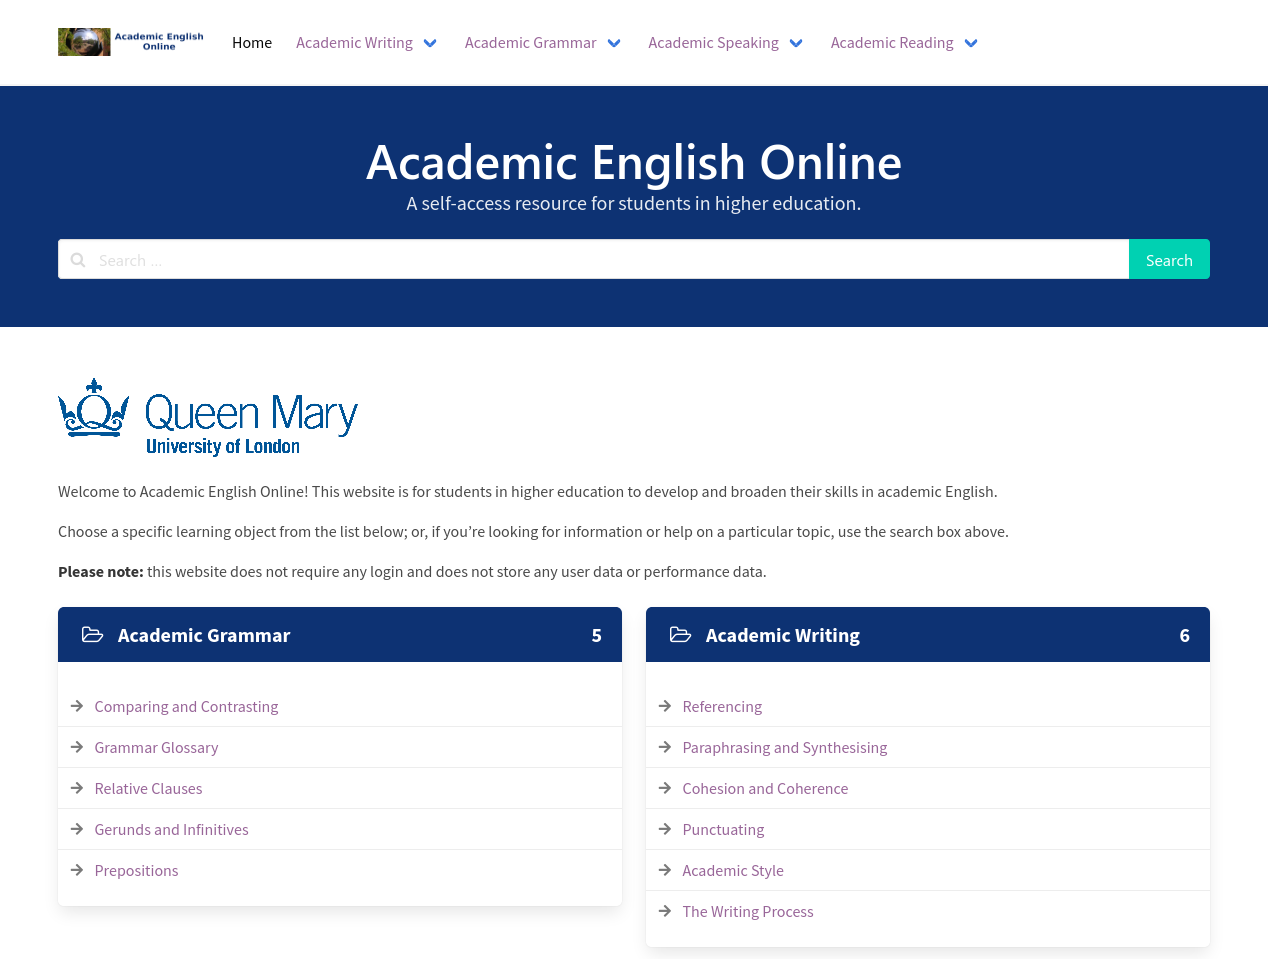 Academic English
Online
Home
Academic Writing
Academic Grammar
Academic Speaking
Academic Reading
Academic English Online
A self-access resource for students in higher education.
Search ...
Search
Queen Mary
University of London
Welcome to Academic English Online! This website is for students in higher education to develop and broaden their skills in academic English.
Choose a specific learning object from the list below; or, if you’re looking for information or help on a particular topic, use the search box above.
Please note: this website does not require any login and does not store any user data or performance data.
Academic Grammar 5
Comparing and Contrasting
Grammar Glossary
Relative Clauses
Gerunds and Infinitives
Prepositions
Academic Writing 6
Referencing
Paraphrasing and Synthesising
Cohesion and Coherence
Punctuating
Academic Style
The Writing Process